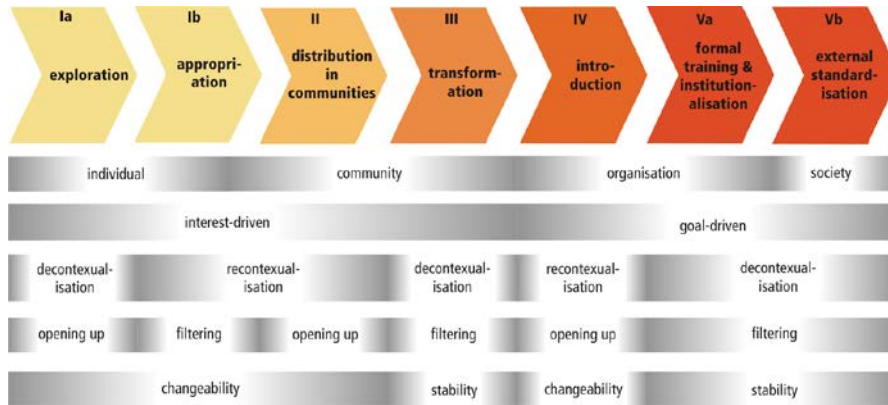 Ia Ib II III IV Va Vb
exploration
appropri-
ation
distribution
in
communities
transform-
ation
intro-
duction
formal
training &
institution-
alisation
external
standard-
isation
individual community organisation society
interest-driven goal-driven
decontexual-
isation
recontexual-
isation
decontexual-
isation
recontexual-
isation
decontexual-
isation
opening up filtering opening up filtering opening up filtering
changeability stability changeability stability